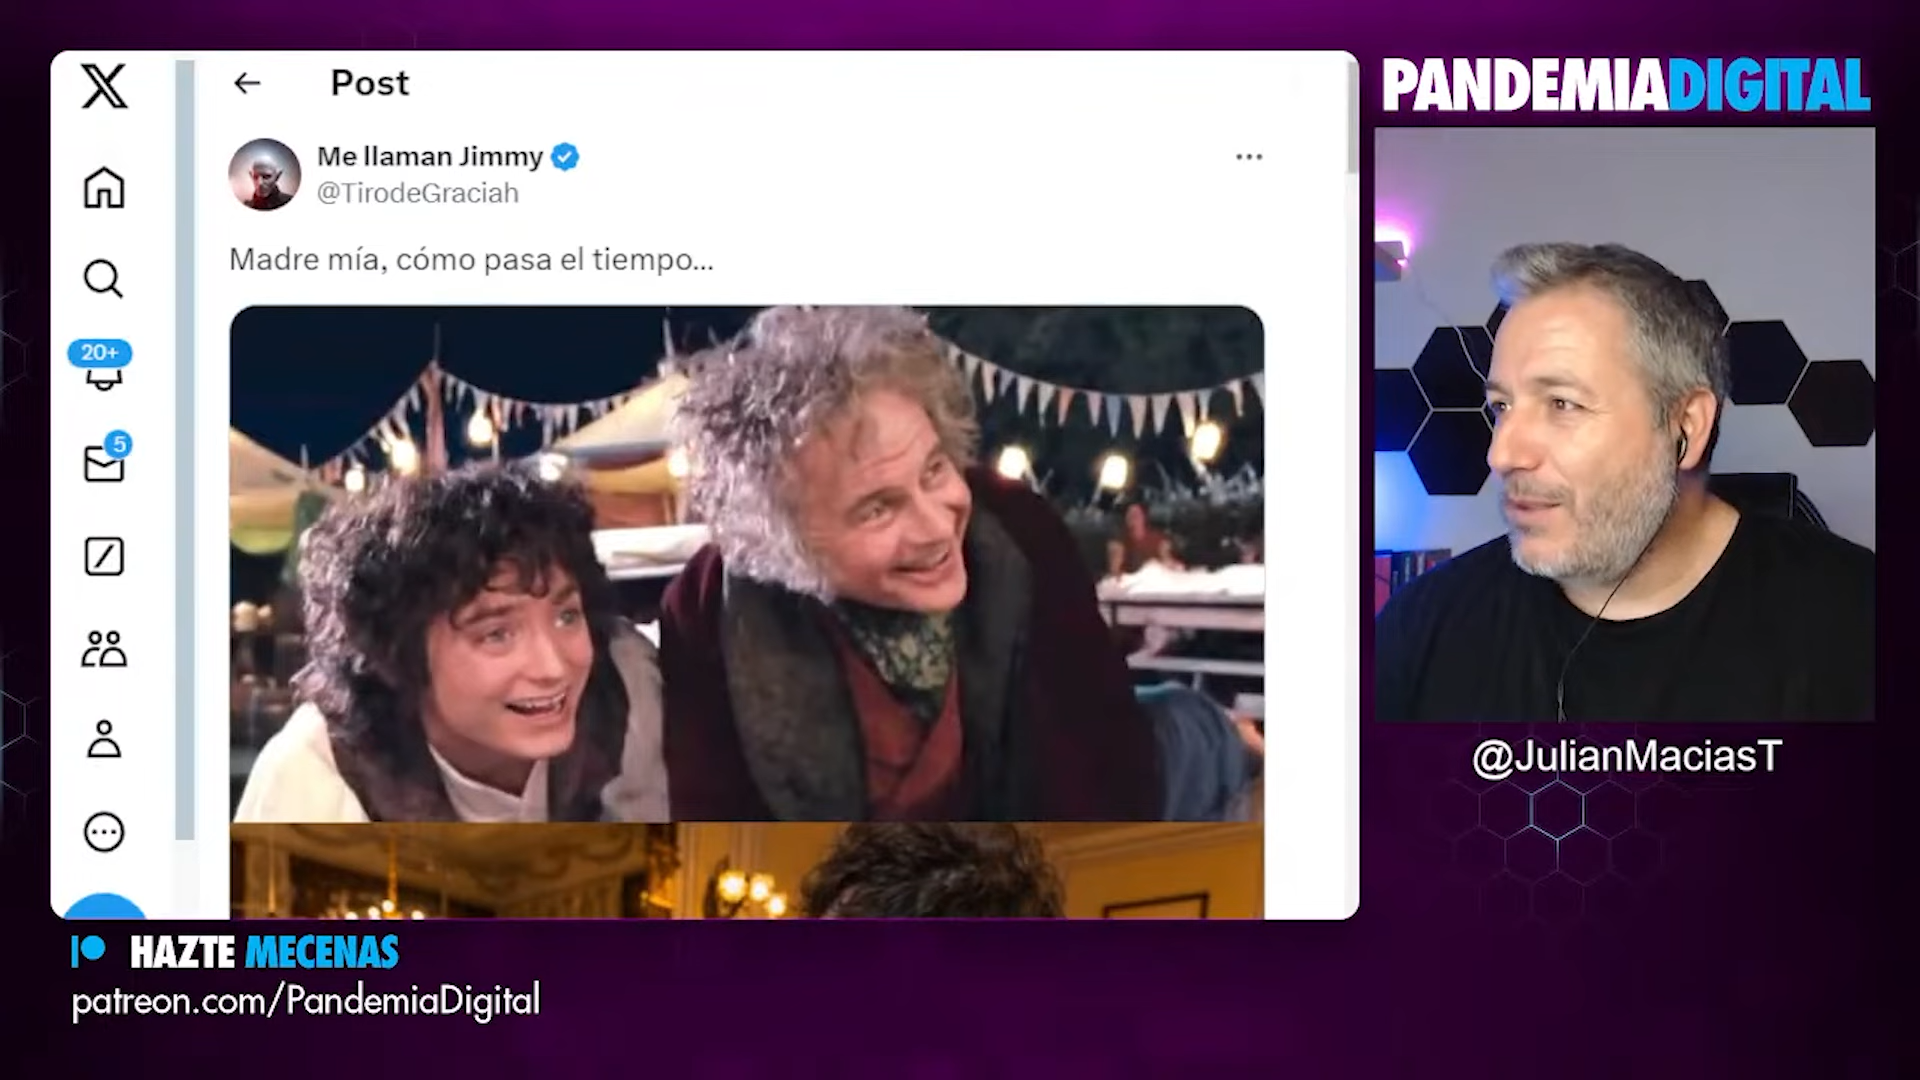 Post
Me llaman Jimmy
@TirodeGraciah
Madre mía, cómo pasa el tiempo...
20+
5
PANDEMIADIGITAL
@JulianMaciasT
HAZTE MECENAS
patreon.com/PandemiaDigital